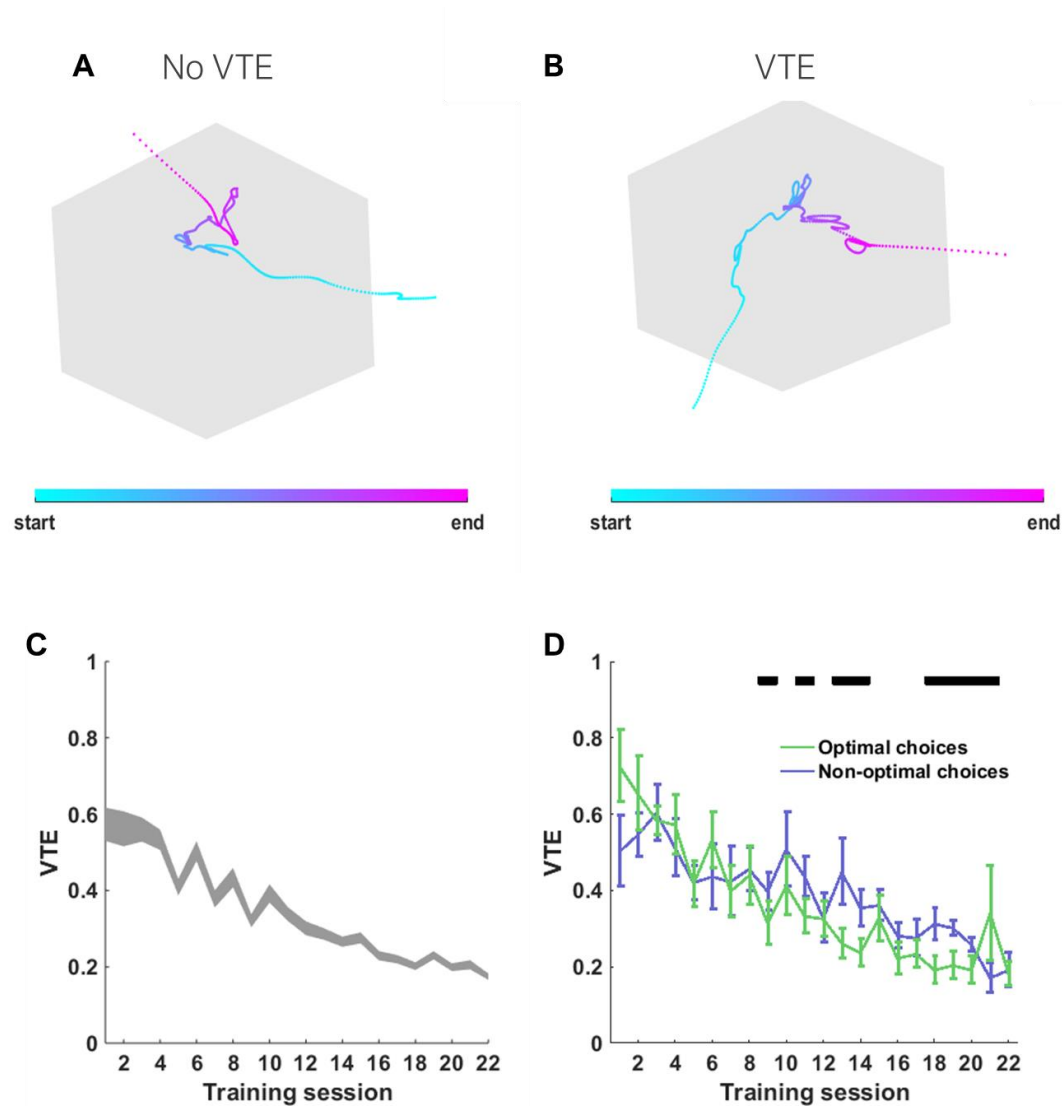 A No VTE
B VTE
start end
start end
C
1
0.8
0.6
0.4
0.2
0
VTE
2 4 6 8 10 12 14 16 18 20 22
Training session
D
1
0.8
0.6
0.4
0.2
0
VTE
Optimal choices
Non-optimal choices
2 4 6 8 10 12 14 16 18 20 22
Training session